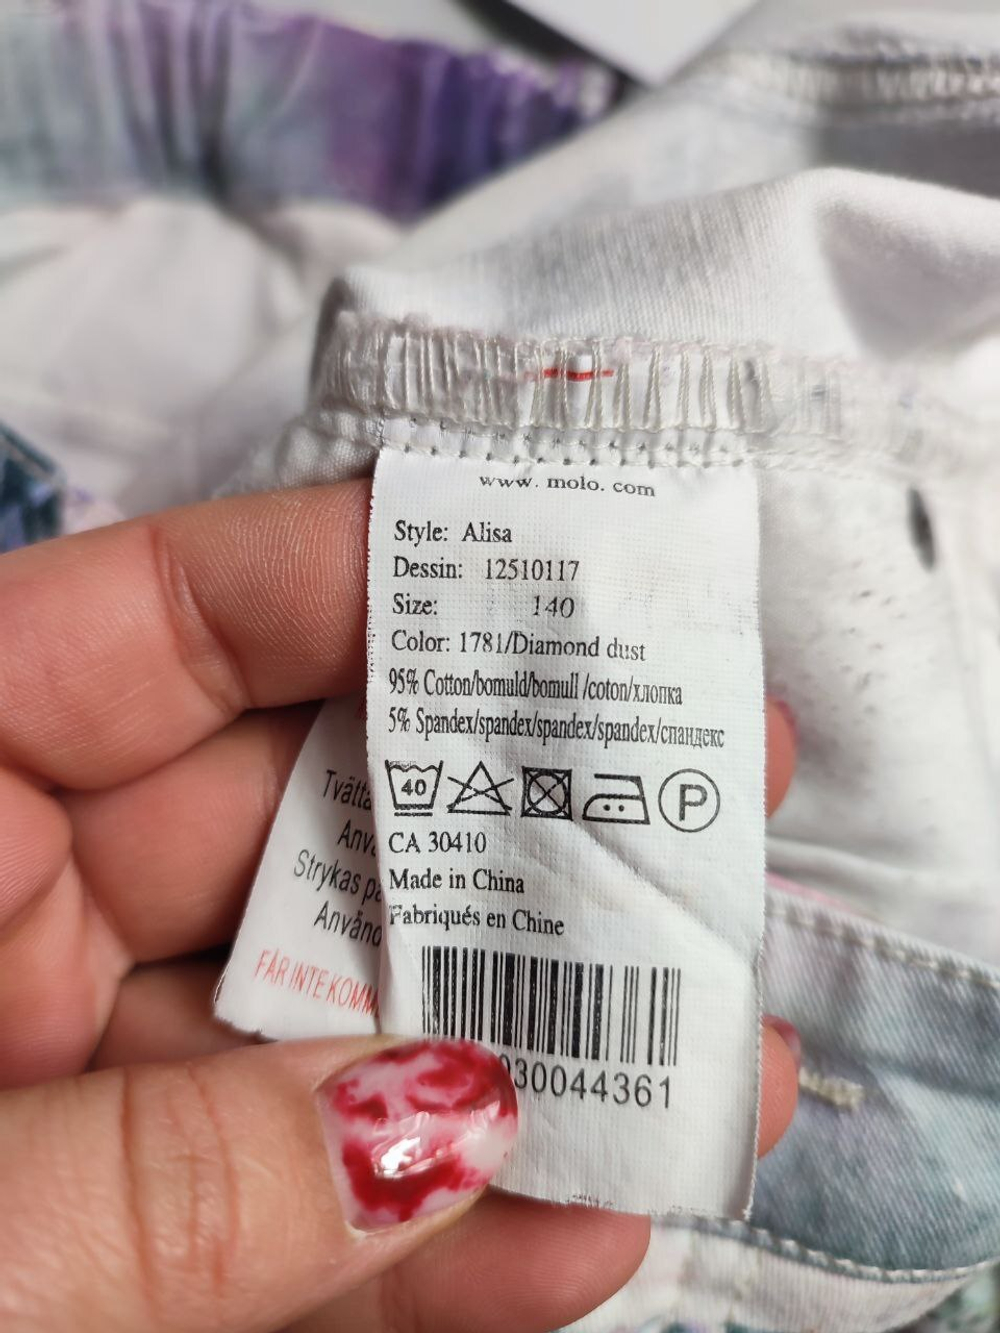 www. molo. com
Style: Alisa
Dessin: 12510117
Size: 140
Color: 1781/Diamond dust
95% Cotton/bomuld/bomull /coton/хлопка
5% Spandex/spandex/spandex/spandex/спандекс
40 P
CA 30410
Made in China
Fabriqués en Chine
30044361
Tvätta
Anv
Strykas på
Använd
FÅR INTE KOMM